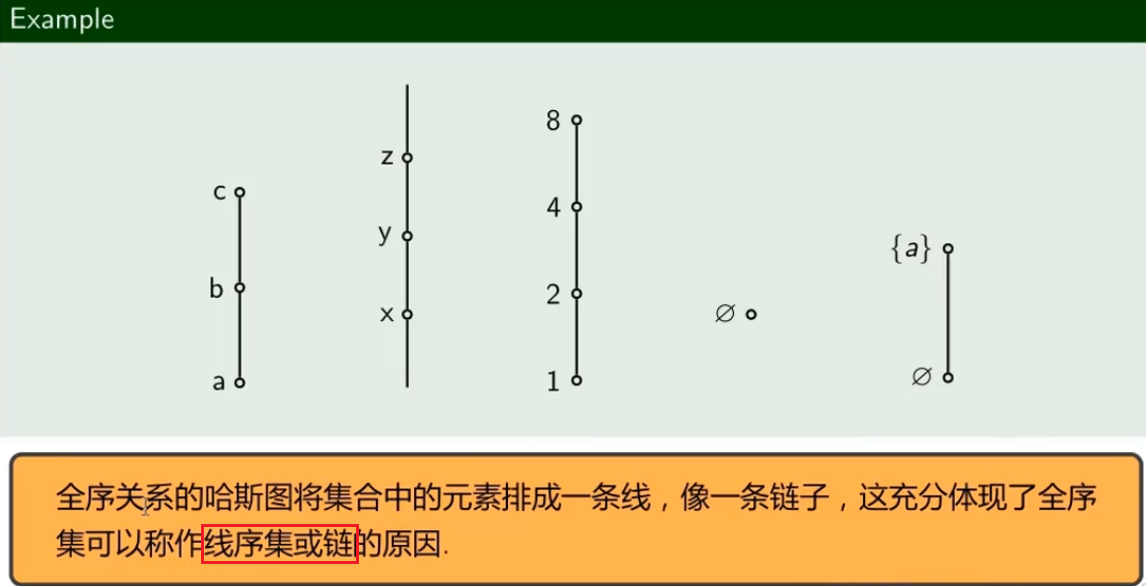 Example
c
b
a
z
y
x
8
4
2
1
∅
{a}
∅
全序关系的哈斯图将集合中的元素排成一条线，像一条链子，这充分体现了全序
集可以称作线序集或链的原因.